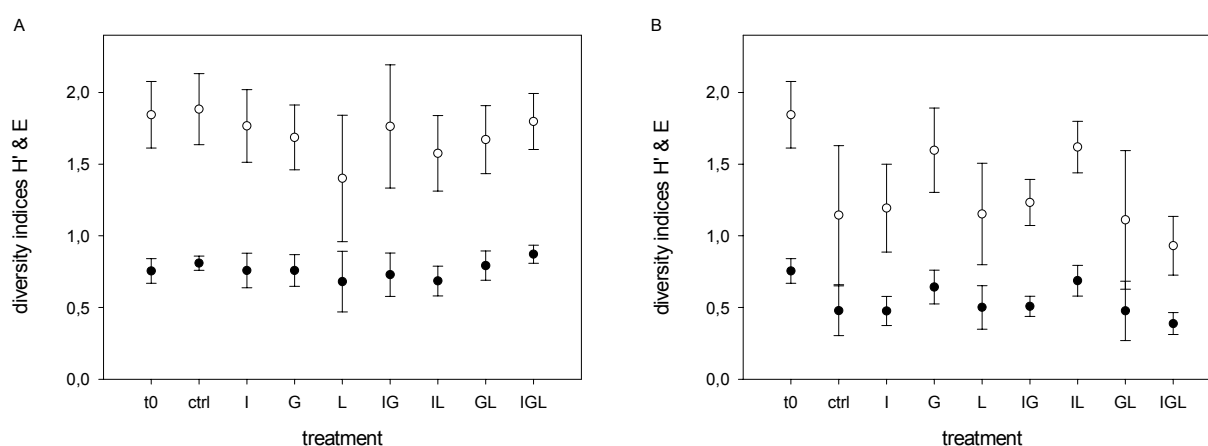 A
diversity indices H' & E
2,0
1,5
1,0
0,5
0,0
t0 ctrl I G L IG IL GL IGL
treatment
B
diversity indices H' & E
2,0
1,5
1,0
0,5
0,0
t0 ctrl I G L IG IL GL IGL
treatment